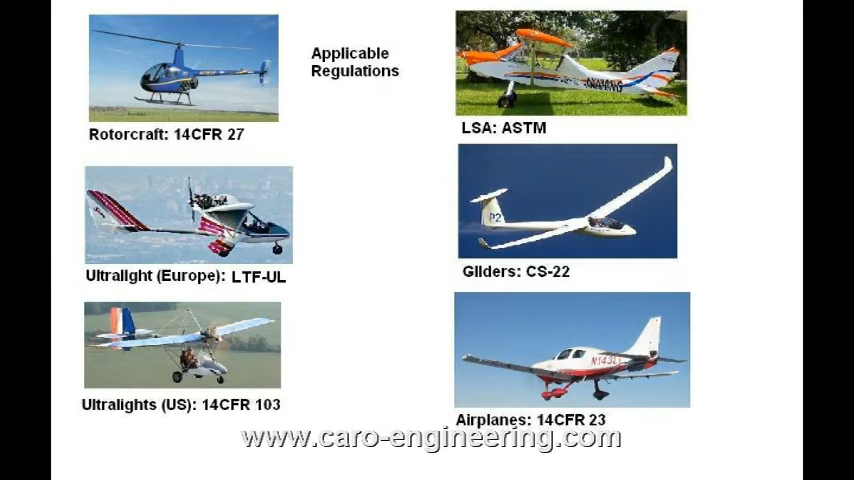 Applicable
Regulations
Rotorcraft: 14CFR 27
LSA: ASTM
P2
Ultralight (Europe): LTF-UL
Gliders: CS-22
Ultralights (US): 14CFR 103
Airplanes: 14CFR 23
www.caro-engineering.com